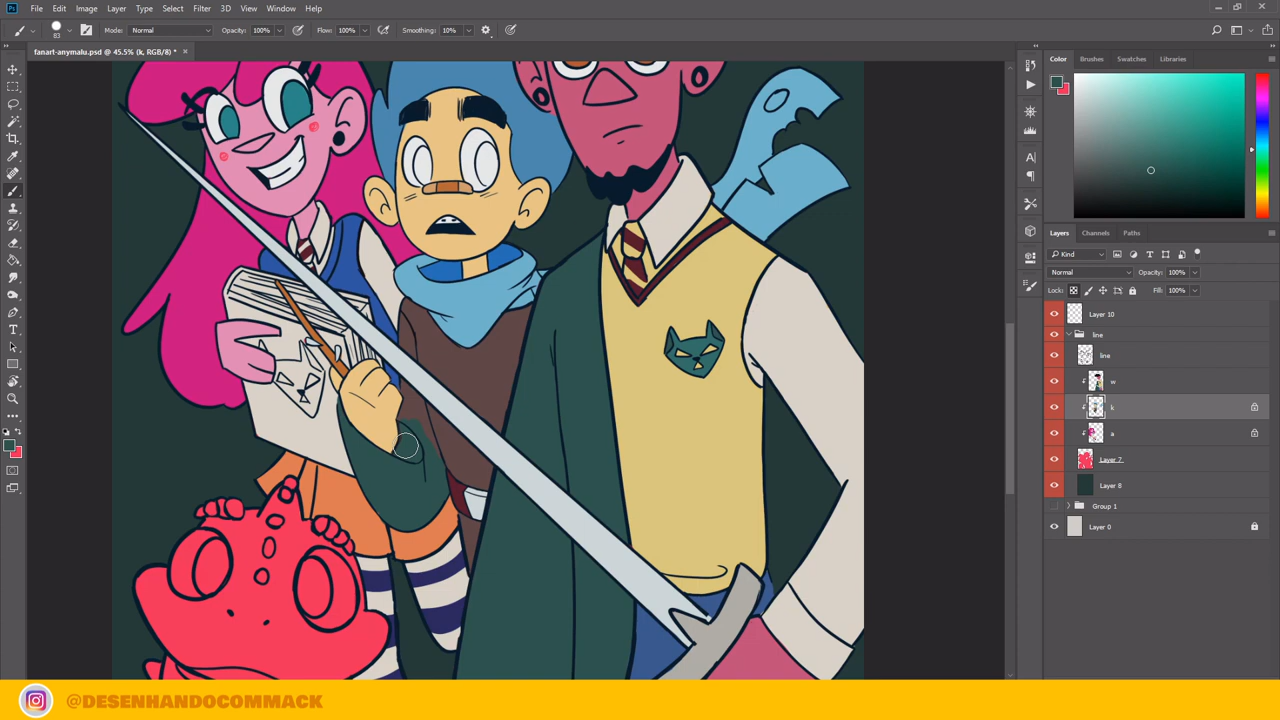 Ps File Edit Image Layer Type Select Filter 3D View Window Help
83 Mode: Normal Opacity: 100% Flow: 100% Smoothing: 10%
fanart-anymalu.psd @ 45.5% (k, RGB/8) * ×
Color Brushes Swatches Libraries
Layers Channels Paths
Kind
Normal Opacity: 100%
Lock: Fill: 100%
Layer 10
line
line
w
k
a
Layer 7
Layer 8
Group 1
Layer 0
@DESENHANDOCOMMACK